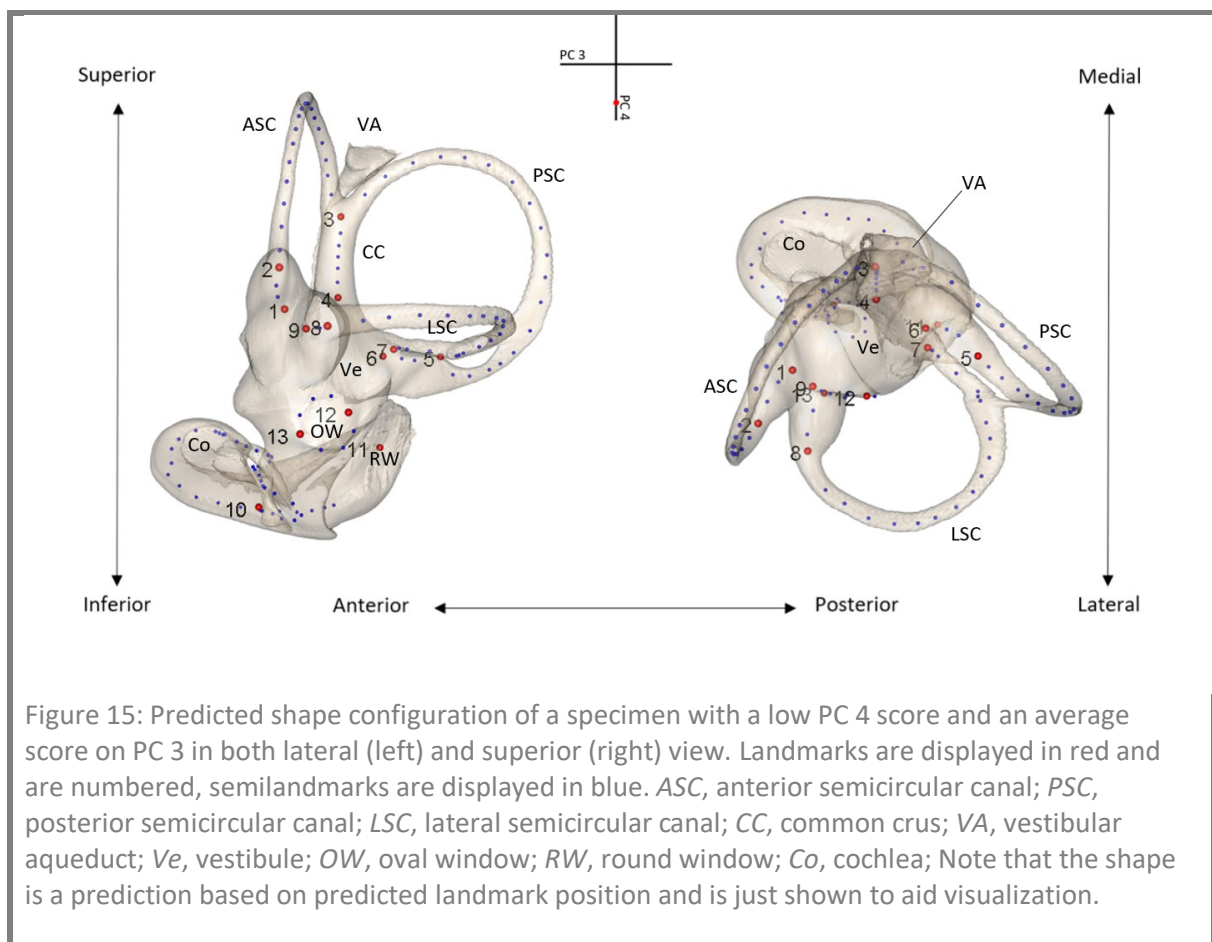 PC 3
PC 4
Superior
Medial
ASC
VA
PSC
3
CC
2
1
4
9
8
LSC
7
6
5
Ve
12
13
OW
11
RW
Co
10
VA
Co
3
4
PSC
6
7
5
Ve
1
9
13
12
ASC
2
8
LSC
Inferior
Anterior
Posterior
Lateral
Figure 15: Predicted shape configuration of a specimen with a low PC 4 score and an average
score on PC 3 in both lateral (left) and superior (right) view. Landmarks are displayed in red and
are numbered, semilandmarks are displayed in blue. ASC, anterior semicircular canal; PSC,
posterior semicircular canal; LSC, lateral semicircular canal; CC, common crus; VA, vestibular
aqueduct; Ve, vestibule; OW, oval window; RW, round window; Co, cochlea; Note that the shape
is a prediction based on predicted landmark position and is just shown to aid visualization.